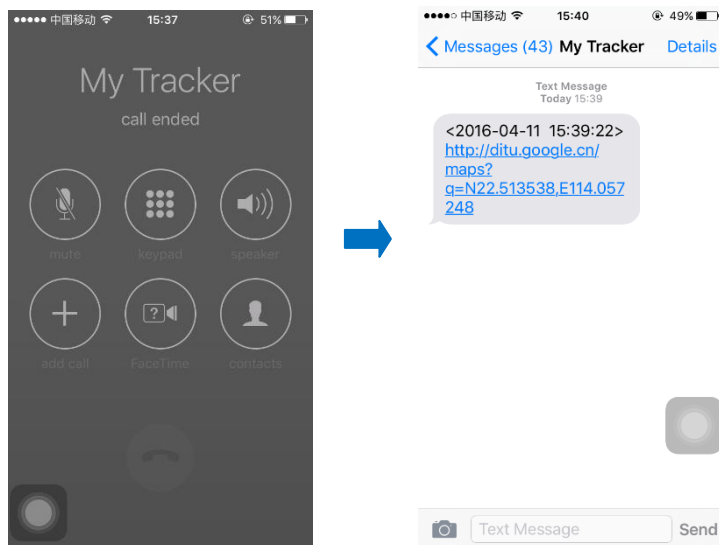 中国移动 15:37 51%
My Tracker
call ended
mute keypad speaker
add call FaceTime contacts
中国移动 15:40 49%
Messages (43) My Tracker Details
Text Message
Today 15:39
<2016-04-11 15:39:22>
http://ditu.google.cn/
maps?
q=N22.513538,E114.057
248
Text Message Send